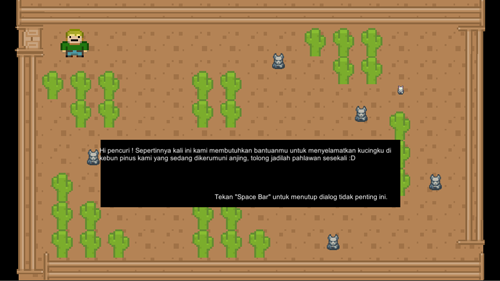 Hi pencuri ! Sepertinnya kali ini kami membutuhkan bantuanmu untuk menyelamatkan kucingku di
kebun pinus kami yang sedang dikerumuni anjing, tolong jadilah pahlawan sesekali :D
Tekan "Space Bar" untuk menutup dialog tidak penting ini.